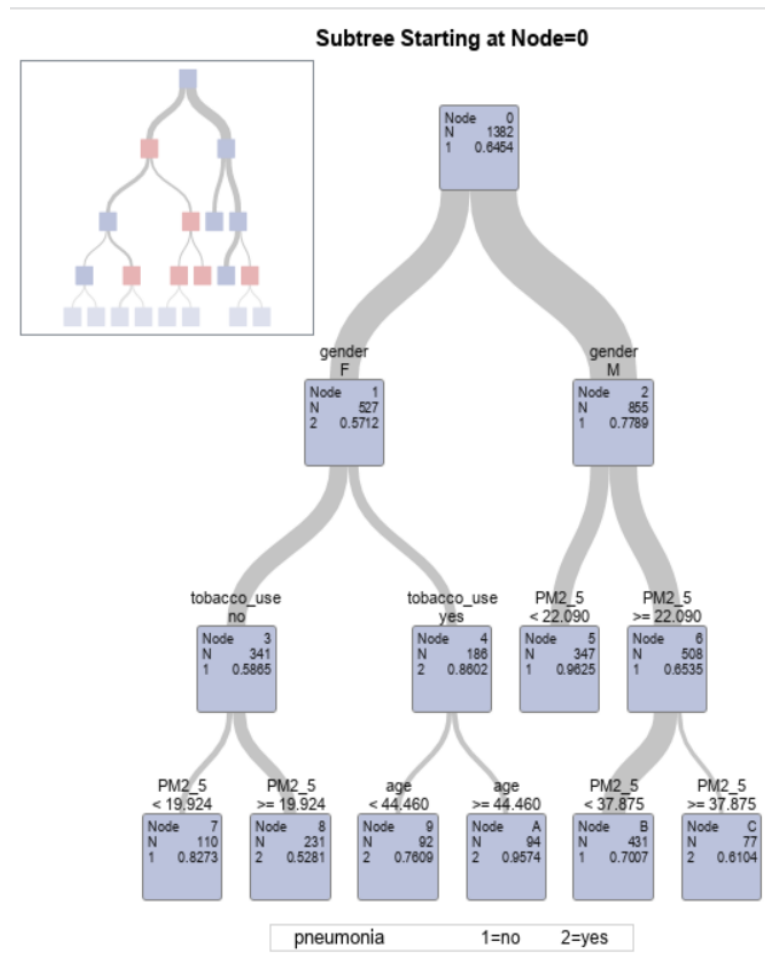 Subtree Starting at Node=0
Node 0
N 1382
1 0.6454
gender
F
Node 1
N 527
2 0.5712
gender
M
Node 2
N 855
1 0.7789
tobacco_use
no
Node 3
N 341
1 0.5865
tobacco_use
yes
Node 4
N 186
2 0.8602
PM2_5
< 22.090
Node 5
N 347
1 0.9625
PM2_5
>= 22.090
Node 6
N 508
1 0.6535
PM2_5
< 19.924
Node 7
N 110
1 0.8273
PM2_5
>= 19.924
Node 8
N 231
2 0.5281
age
< 44.460
Node 9
N 92
2 0.7609
age
>= 44.460
Node A
N 94
2 0.9574
PM2_5
< 37.875
Node B
N 431
1 0.7007
PM2_5
>= 37.875
Node C
N 77
2 0.6104
pneumonia 1=no 2=yes